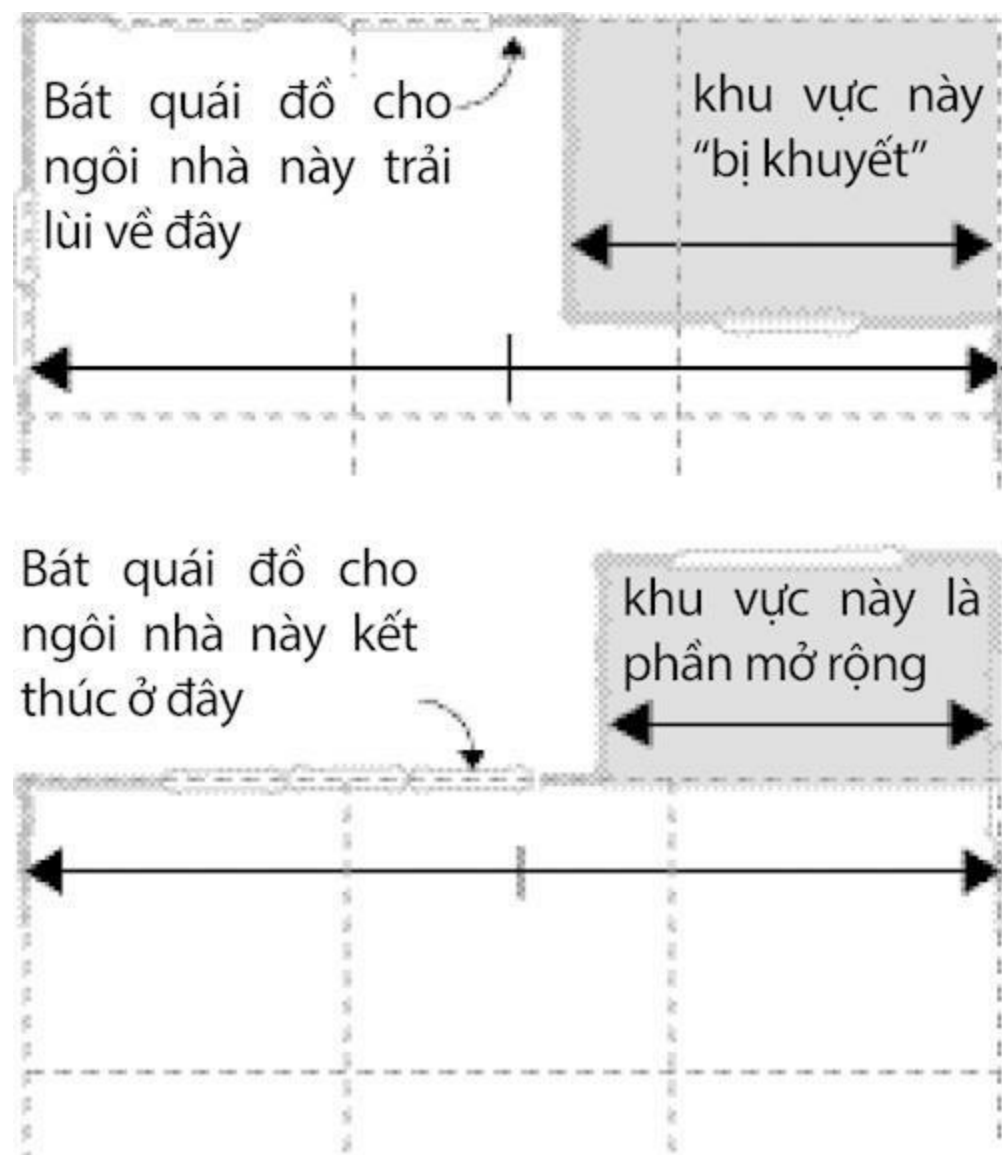 Bát quái đồ cho
ngôi nhà này trải
lùi về đây
khu vực này
“bị khuyết”
Bát quái đồ cho
ngôi nhà này kết
thúc ở đây
khu vực này là
phần mở rộng